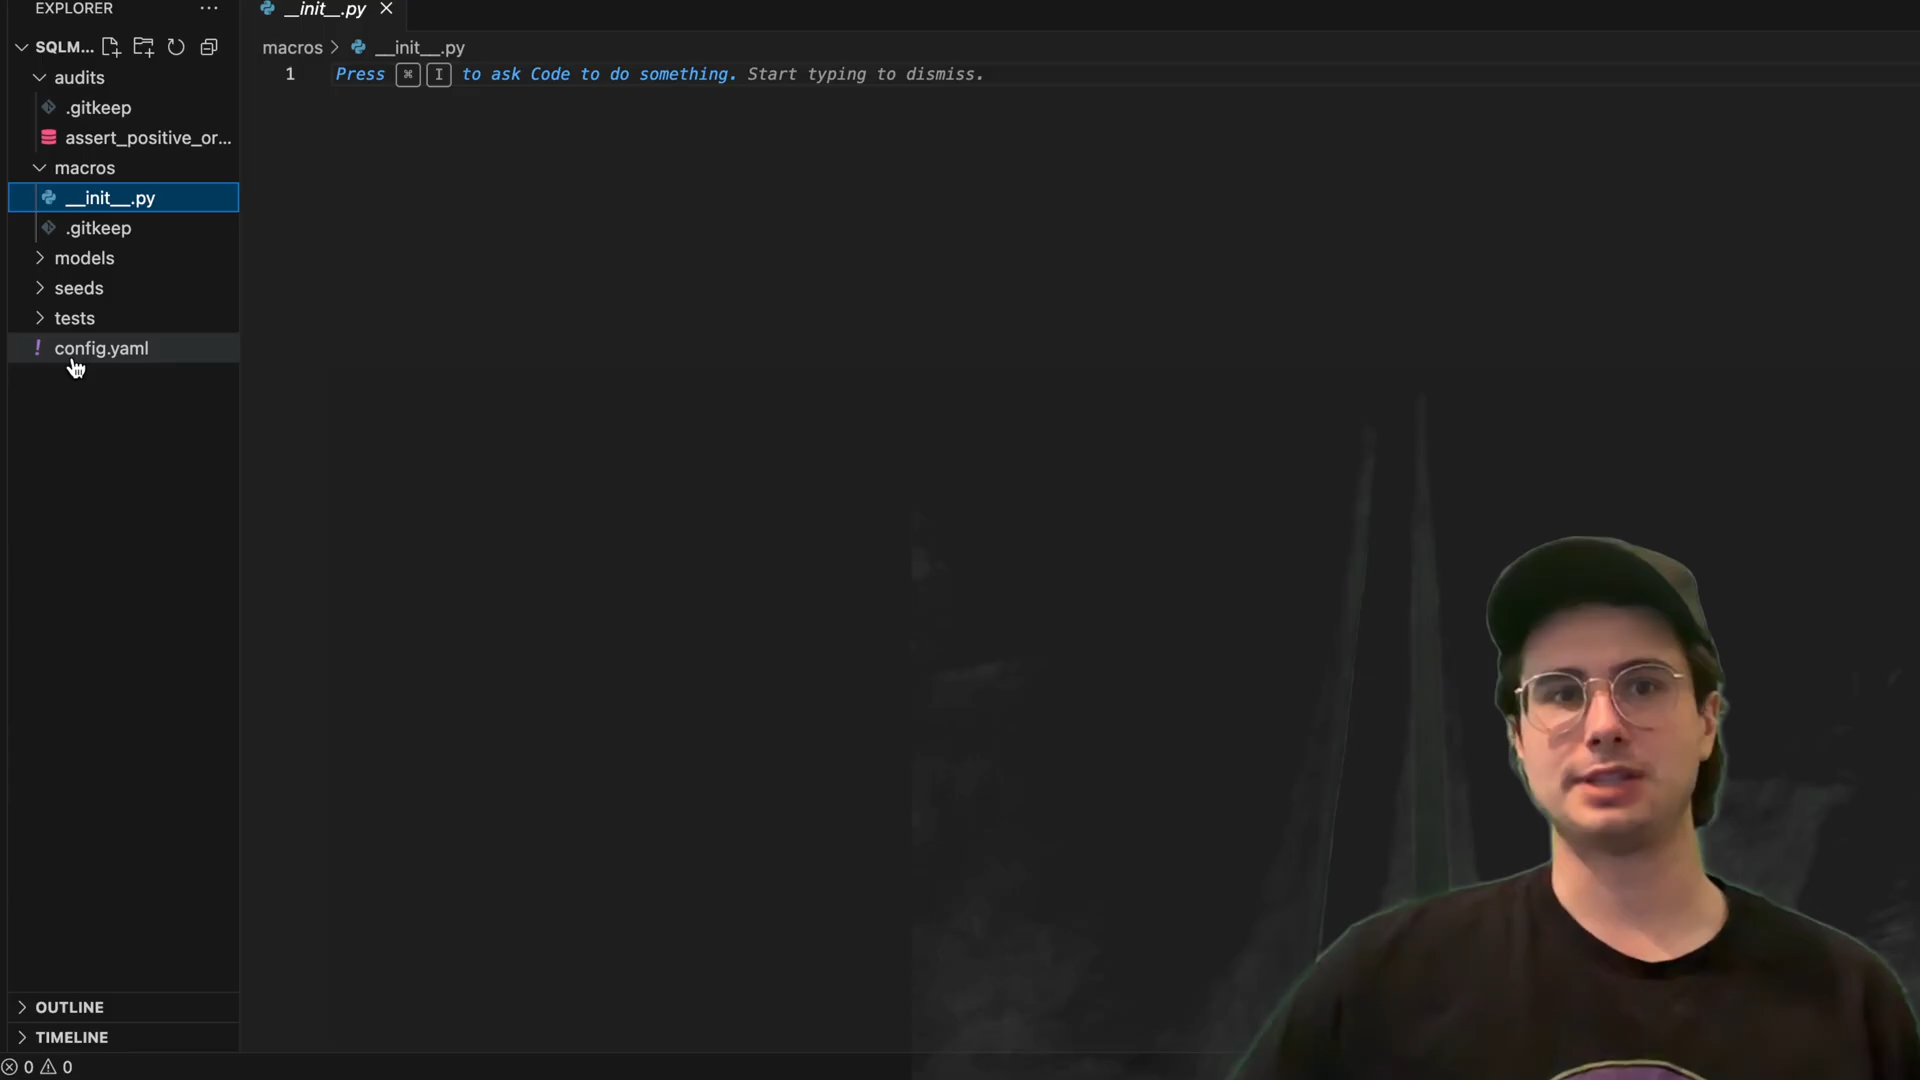 EXPLORER
SQLM...
audits
.gitkeep
assert_positive_or...
macros
__init__.py
.gitkeep
models
seeds
tests
config.yaml
OUTLINE
TIMELINE
0 0
__init__.py
macros > __init__.py
1 Press ⌘ I to ask Code to do something. Start typing to dismiss.